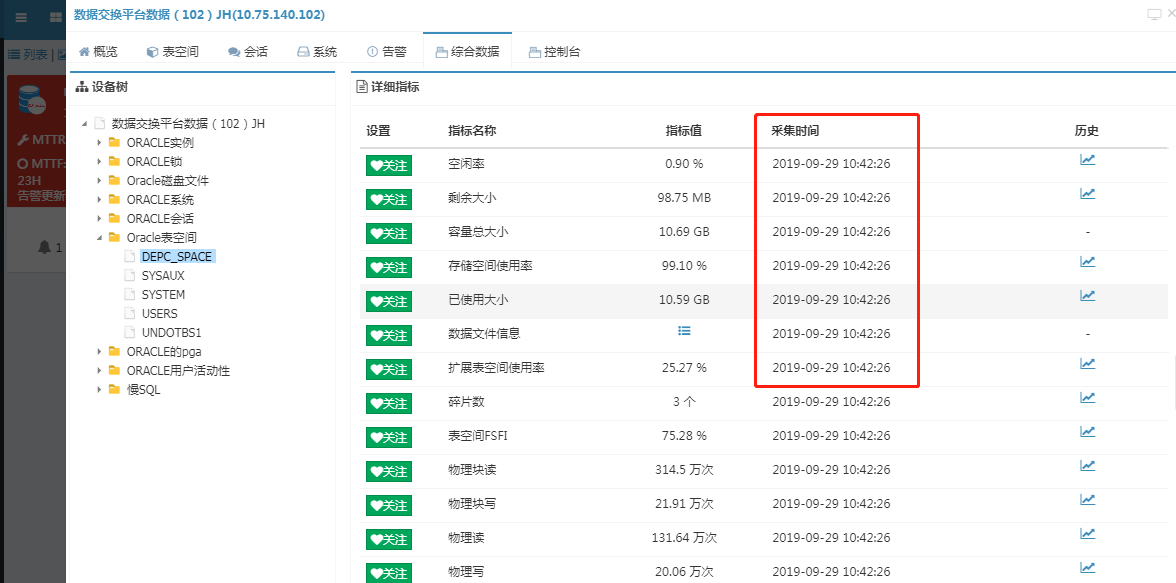 数据交换平台数据（102）JH(10.75.140.102)
列表 |
概览 表空间 会话 系统 告警 综合数据 控制台
设备树
详细指标
MTTR
MTTF:
23H
告警更新
1
数据交换平台数据（102）JH
ORACLE实例
ORACLE锁
Oracle磁盘文件
ORACLE系统
ORACLE会话
Oracle表空间
DEPC_SPACE
SYSAUX
SYSTEM
USERS
UNDOTBS1
ORACLE的pga
ORACLE用户活动性
慢SQL
设置 指标名称 指标值 采集时间 历史
关注 空闲率 0.90 % 2019-09-29 10:42:26
关注 剩余大小 98.75 MB 2019-09-29 10:42:26
关注 容量总大小 10.69 GB 2019-09-29 10:42:26 -
关注 存储空间使用率 99.10 % 2019-09-29 10:42:26
关注 已使用大小 10.59 GB 2019-09-29 10:42:26
关注 数据文件信息 2019-09-29 10:42:26 -
关注 扩展表空间使用率 25.27 % 2019-09-29 10:42:26
关注 碎片数 3 个 2019-09-29 10:42:26
关注 表空间FSFI 75.28 % 2019-09-29 10:42:26
关注 物理块读 314.5 万次 2019-09-29 10:42:26
关注 物理块写 21.91 万次 2019-09-29 10:42:26
关注 物理读 131.64 万次 2019-09-29 10:42:26
关注 物理写 20.06 万次 2019-09-29 10:42:26